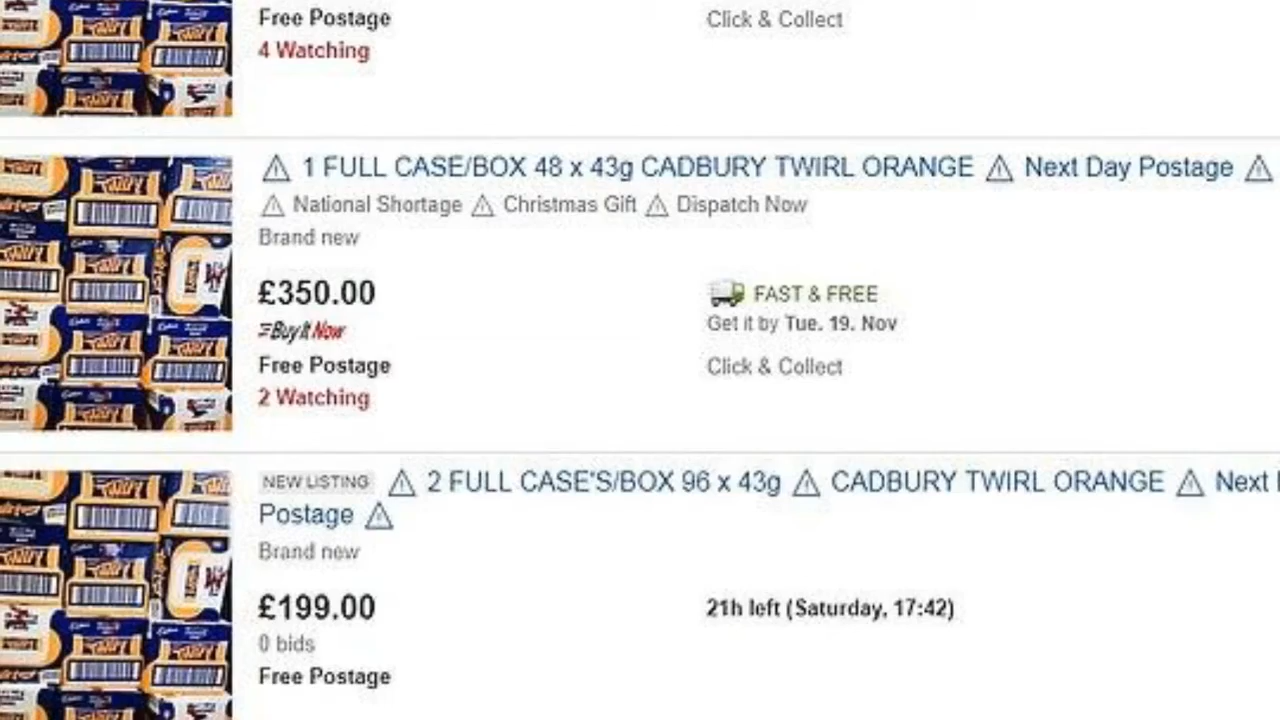 Free Postage
Click & Collect
4 Watching
⚠ 1 FULL CASE/BOX 48 x 43g CADBURY TWIRL ORANGE ⚠ Next Day Postage ⚠
⚠ National Shortage ⚠ Christmas Gift ⚠ Dispatch Now
Brand new
£350.00
FAST & FREE
Buy It Now
Get it by Tue. 19. Nov
Free Postage
Click & Collect
2 Watching
NEW LISTING ⚠ 2 FULL CASE'S/BOX 96 x 43g ⚠ CADBURY TWIRL ORANGE ⚠ Next
Postage ⚠
Brand new
£199.00
21h left (Saturday, 17:42)
0 bids
Free Postage